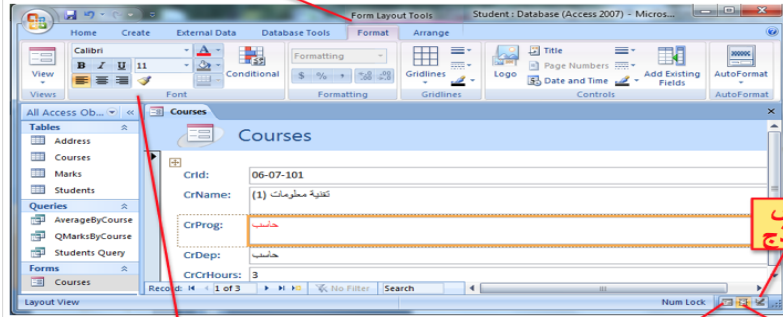 Form Layout Tools
Student : Database (Access 2007) - Micros...
Home Create External Data Database Tools Format Arrange
Calibri
B I U 11
View
Views
Font
Conditional
Formatting
$ %
Formatting
Gridlines
Gridlines
Logo
Title
Page Numbers
Date and Time
Add Existing Fields
Controls
AutoFormat
AutoFormat
All Access Ob...
Tables
Address
Courses
Marks
Students
Queries
AverageByCourse
QMarksByCourse
Students Query
Forms
Courses
Courses
Courses
CrId: 06-07-101
CrName: تقنية معلومات (1)
CrProg: حاسب
CrDep: حاسب
CrCrHours: 3
Record: 1 of 3 No Filter Search
Layout View
Num Lock